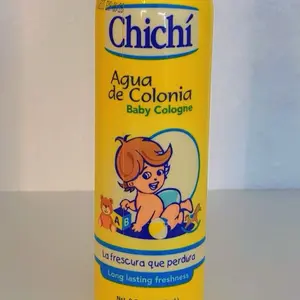 Chichí
Agua
de Colonia
Baby Cologne
A B
La frescura que perdura
Long lasting freshness